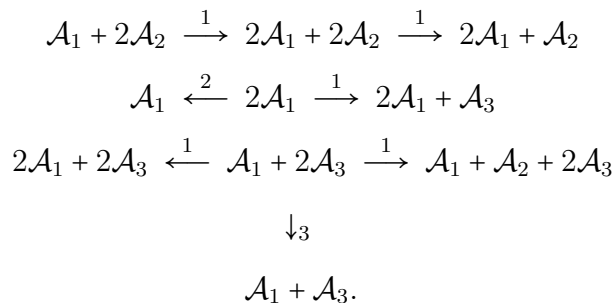 𝒜₁ + 2𝒜₂ —1→ 2𝒜₁ + 2𝒜₂ —1→ 2𝒜₁ + 𝒜₂
𝒜₁ ←2— 2𝒜₁ —1→ 2𝒜₁ + 𝒜₃
2𝒜₁ + 2𝒜₃ ←1— 𝒜₁ + 2𝒜₃ —1→ 𝒜₁ + 𝒜₂ + 2𝒜₃
↓₃
𝒜₁ + 𝒜₃.